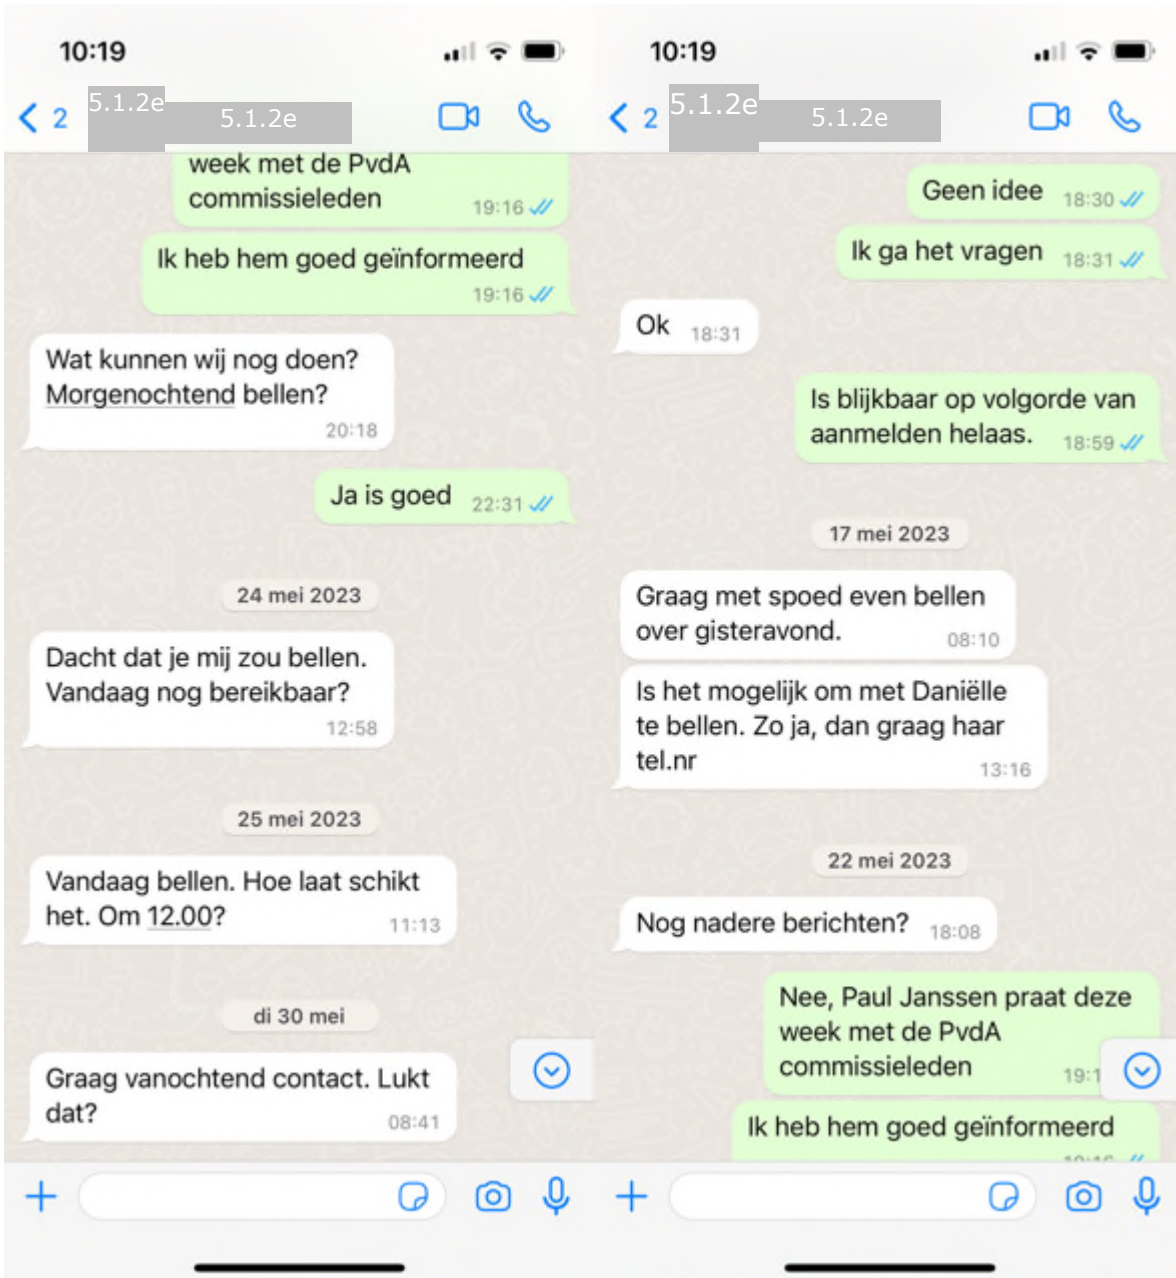 10:19
2
5.1.2e
5.1.2e
week met de PvdA
commissieleden
19:16
Ik heb hem goed geïnformeerd
19:16
Wat kunnen wij nog doen?
Morgenochtend bellen?
20:18
Ja is goed 22:31
24 mei 2023
Dacht dat je mij zou bellen.
Vandaag nog bereikbaar?
12:58
25 mei 2023
Vandaag bellen. Hoe laat schikt
het. Om 12.00?
11:13
di 30 mei
Graag vanochtend contact. Lukt
dat?
08:41
10:19
2
5.1.2e
5.1.2e
Geen idee 18:30
Ik ga het vragen 18:31
Ok 18:31
Is blijkbaar op volgorde van
aanmelden helaas. 18:59
17 mei 2023
Graag met spoed even bellen
over gisteravond. 08:10
Is het mogelijk om met Daniëlle
te bellen. Zo ja, dan graag haar
tel.nr 13:16
22 mei 2023
Nog nadere berichten? 18:08
Nee, Paul Janssen praat deze
week met de PvdA
commissieleden 19:1
Ik heb hem goed geïnformeerd